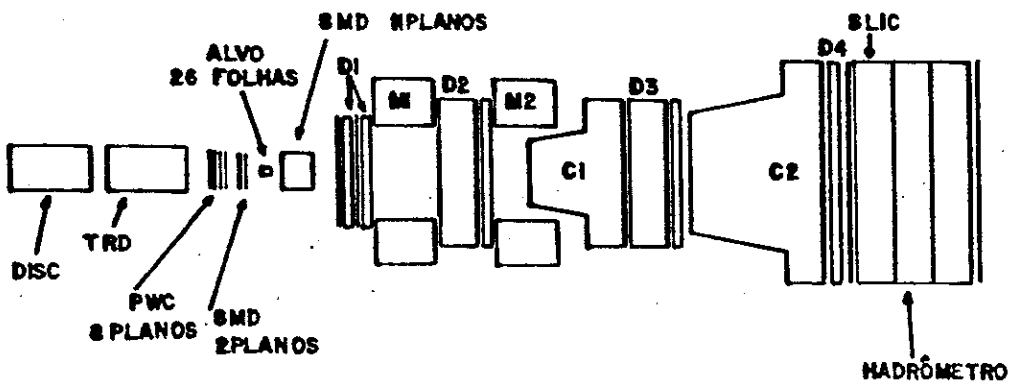 SMD 11PLANOS
ALVO
26 FOLHAS
D1
M1
D2
M2
D3
D4
SLIC
C1
C2
DISC
TRD
PWC
8 PLANOS
SMD
2PLANOS
HADRÔMETRO